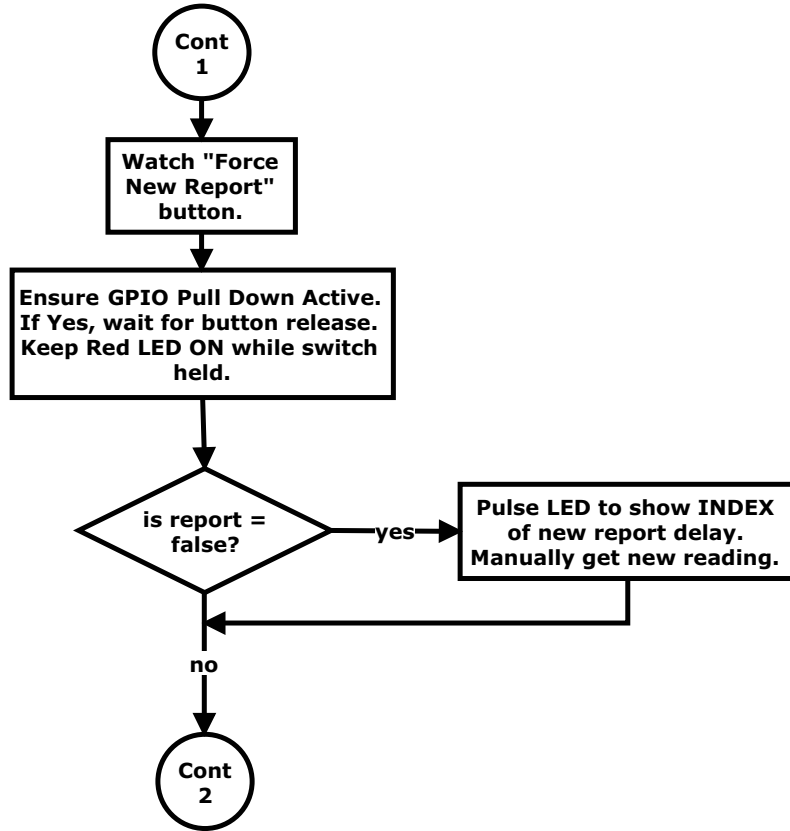 Cont
1
Watch "Force
New Report"
button.
Ensure GPIO Pull Down Active.
If Yes, wait for button release.
Keep Red LED ON while switch
held.
is report =
false?
yes
Pulse LED to show INDEX
of new report delay.
Manually get new reading.
no
Cont
2